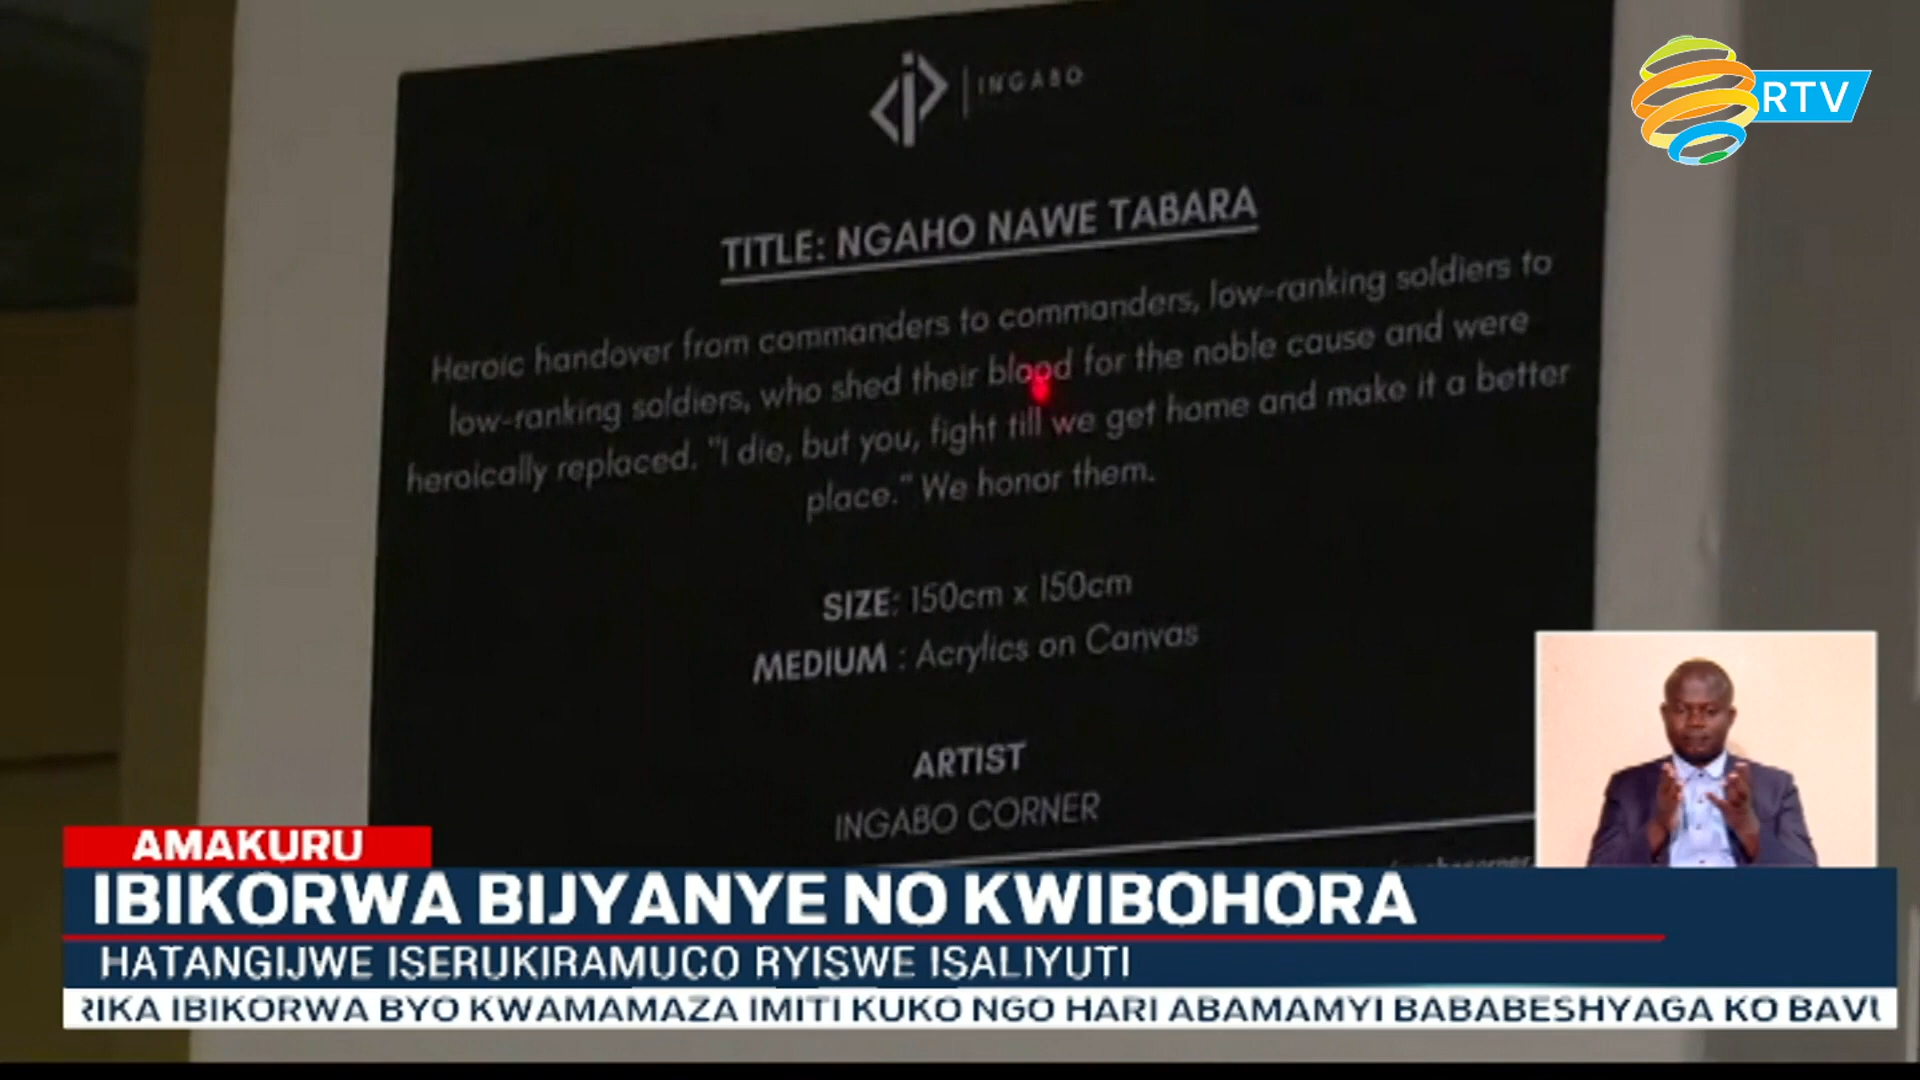 INGABO
RTV
TITLE: NGAHO NAWE TABARA
Heroic handover from commanders to commanders, low-ranking soldiers to
low-ranking soldiers, who shed their blood for the noble cause and were
heroically replaced. "I die, but you, fight till we get home and make it a better
place." We honor them.
SIZE: 150cm x 150cm
MEDIUM : Acrylics on Canvas
ARTIST
INGABO CORNER
AMAKURU
IBIKORWA BIJYANYE NO KWIBOHORA
HATANGIJWE ISERUKIRAMUCO RYISWE ISALIYUTI
IBIKORWA BYO KWAMAMAZA IMITI KUKO NGO HARI ABAMAMYI BABABESHYAGA KO